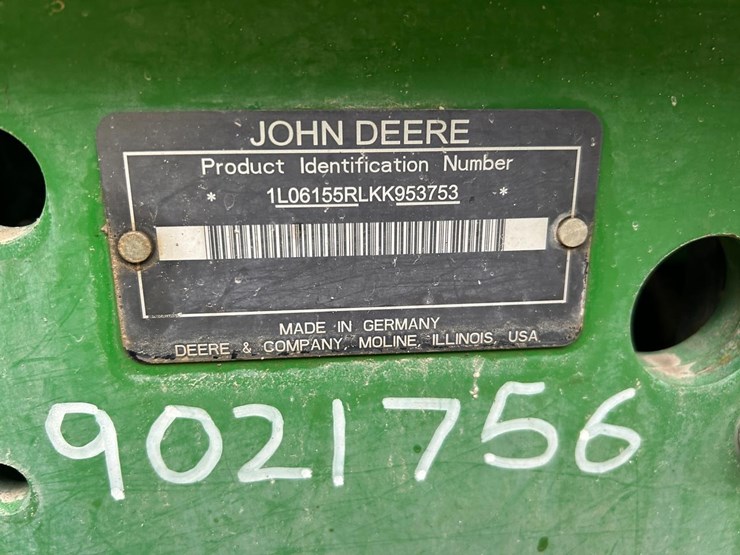 JOHN DEERE
Product Identification Number
* 1L06155RLKK953753 *
MADE IN GERMANY
DEERE & COMPANY, MOLINE, ILLINOIS, USA
9021756